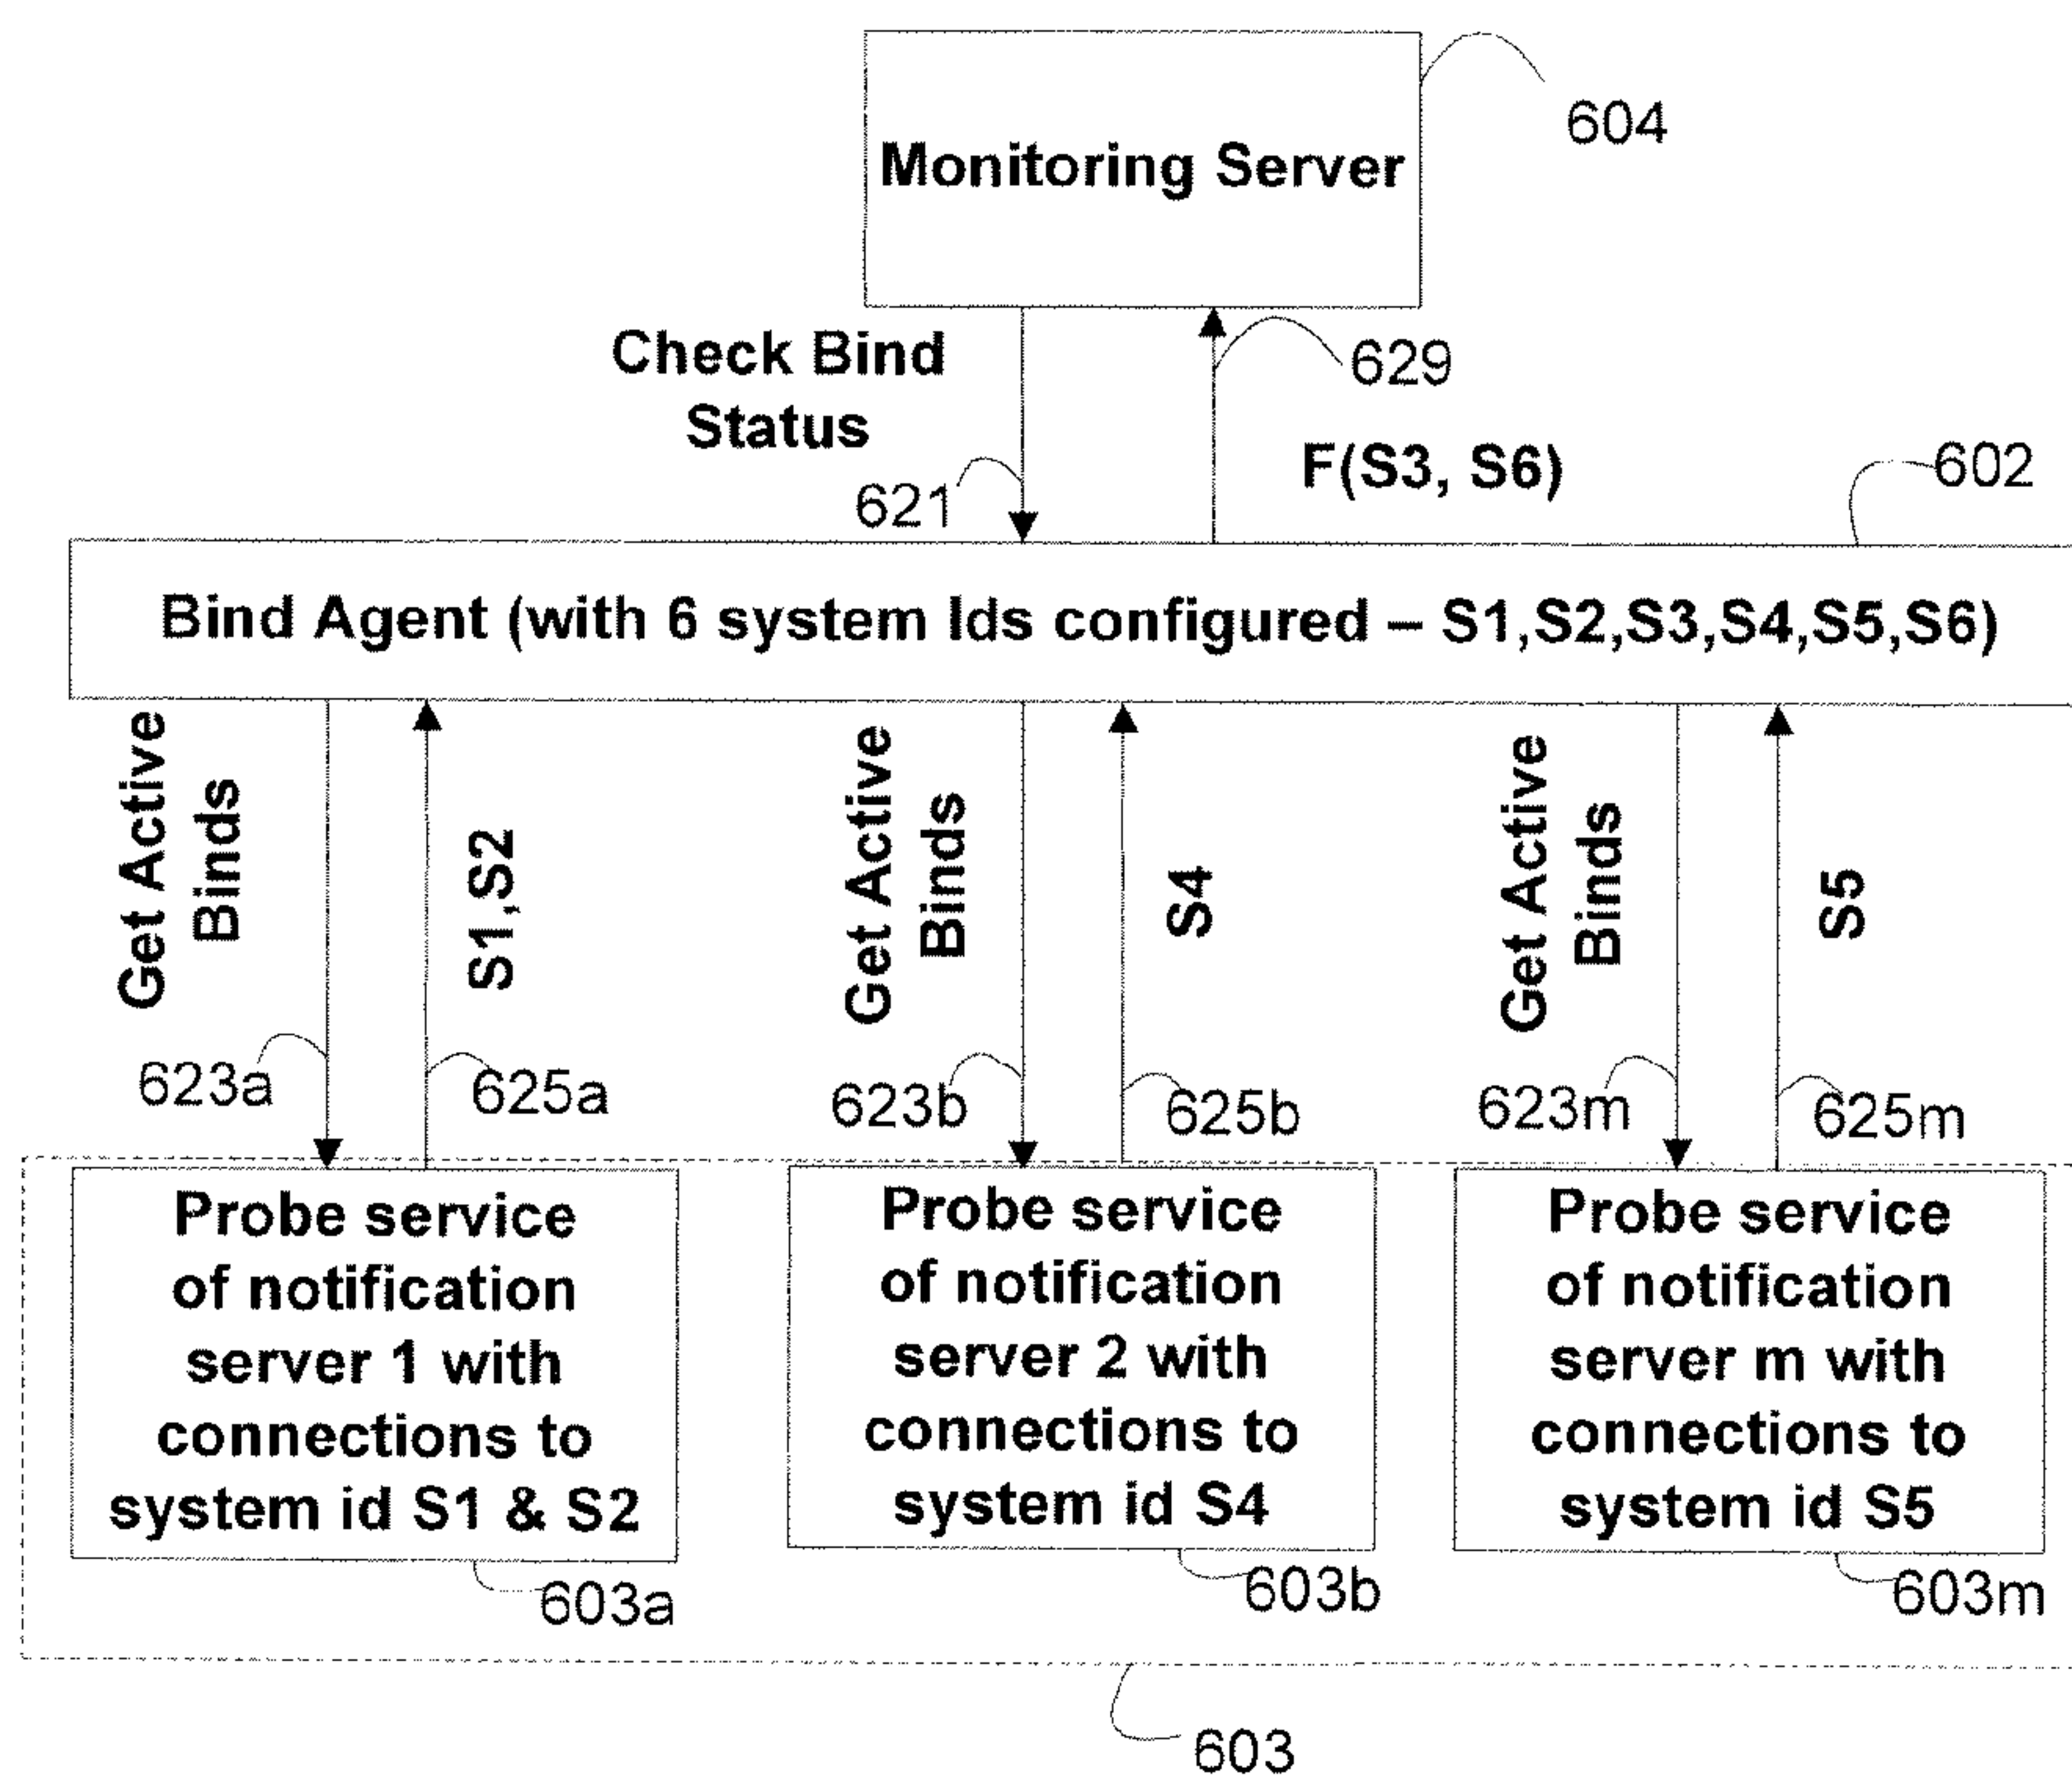 Monitoring Server
604
Check Bind
Status
621
629
F(S3, S6)
602
Bind Agent (with 6 system Ids configured – S1,S2,S3,S4,S5,S6)
Get Active
Binds
S1,S2
Get Active
Binds
S4
Get Active
Binds
S5
623a
625a
623b
625b
623m
625m
Probe service
of notification
server 1 with
connections to
system id S1 & S2
Probe service
of notification
server 2 with
connections to
system id S4
Probe service
of notification
server m with
connections to
system id S5
603a
603b
603m
603